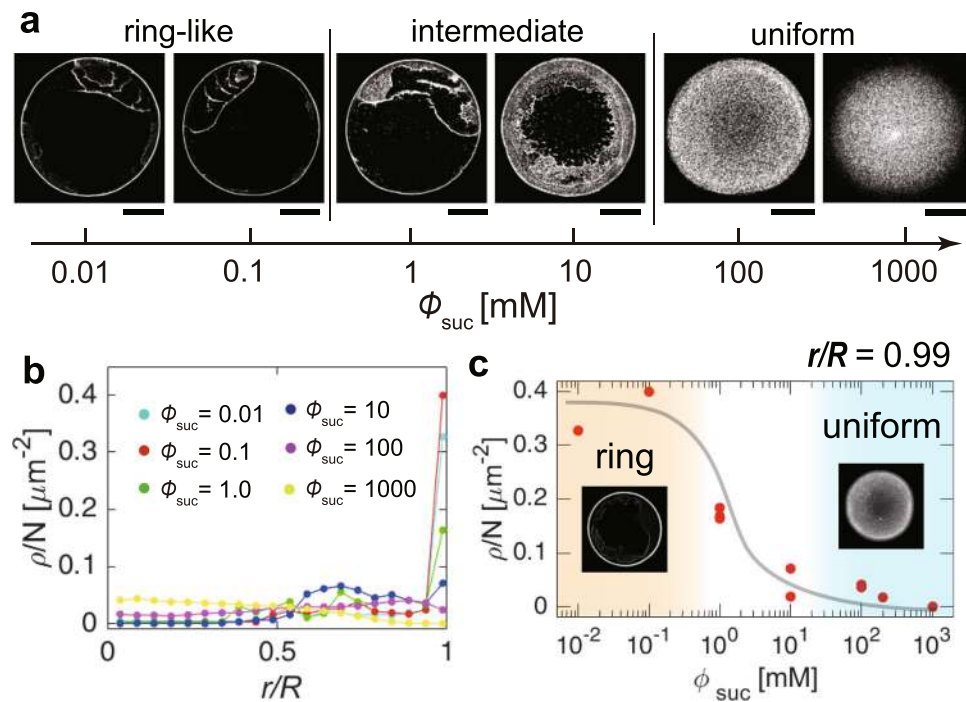 a
ring-like intermediate uniform
0.01 0.1 1 10 100 1000
Φsuc [mM]
b
ρ/N [μm⁻²]
0.4
0.3
0.2
0.1
0
ϕsuc= 0.01 ϕsuc= 10
ϕsuc= 0.1 ϕsuc= 100
ϕsuc= 1.0 ϕsuc= 1000
0 0.5 1
r/R
c r/R = 0.99
ρ/N [μm⁻²]
0.4
0.3
0.2
0.1
0
ring uniform
10⁻² 10⁻¹ 10⁰ 10¹ 10² 10³
ϕ suc [mM]